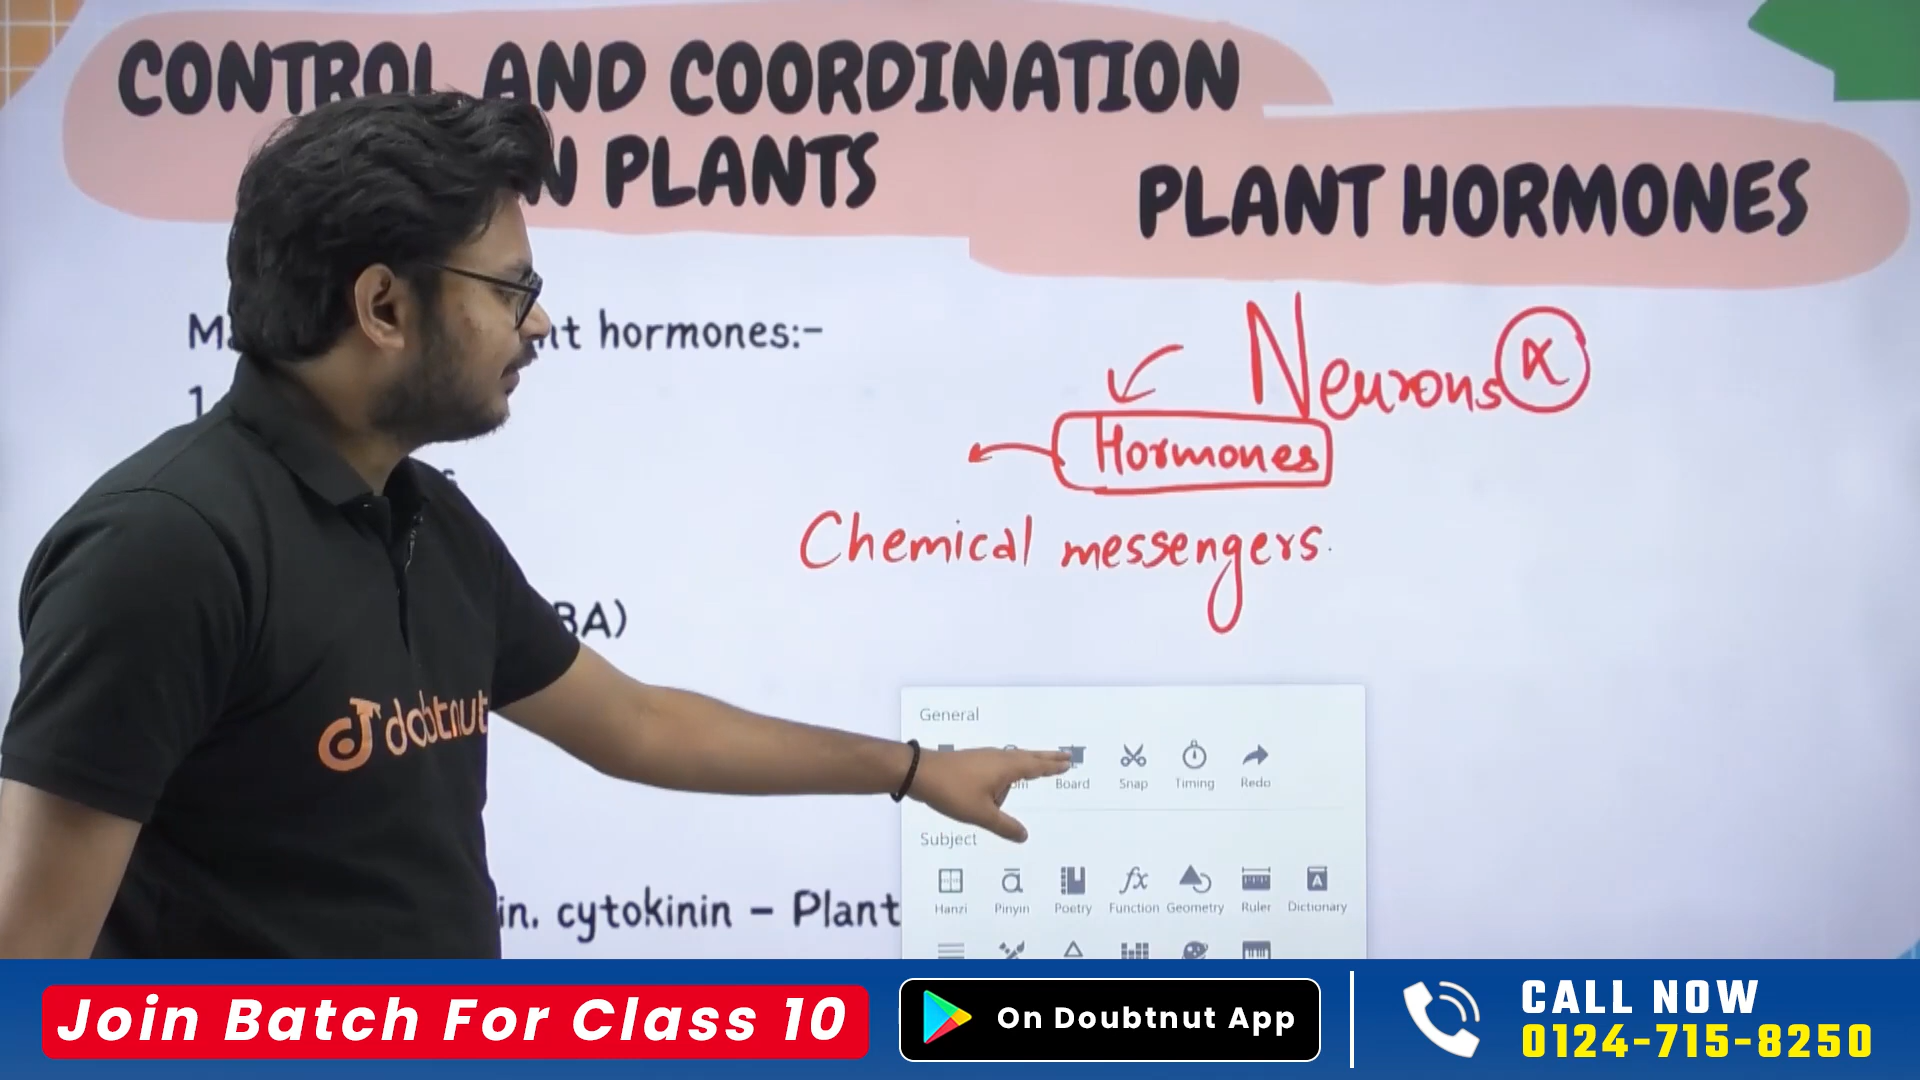 CONTROL AND COORDINATION
IN PLANTS
PLANT HORMONES
hormones:-
Neurons
Hormones
Chemical messengers.
BA)
doubtnut
General
Board Snap Timing Redo
Subject
Hanzi Pinyin Poetry Function Geometry Ruler Dictionary
in. cytokinin - Plant
Join Batch For Class 10
On Doubtnut App
CALL NOW
0124-715-8250